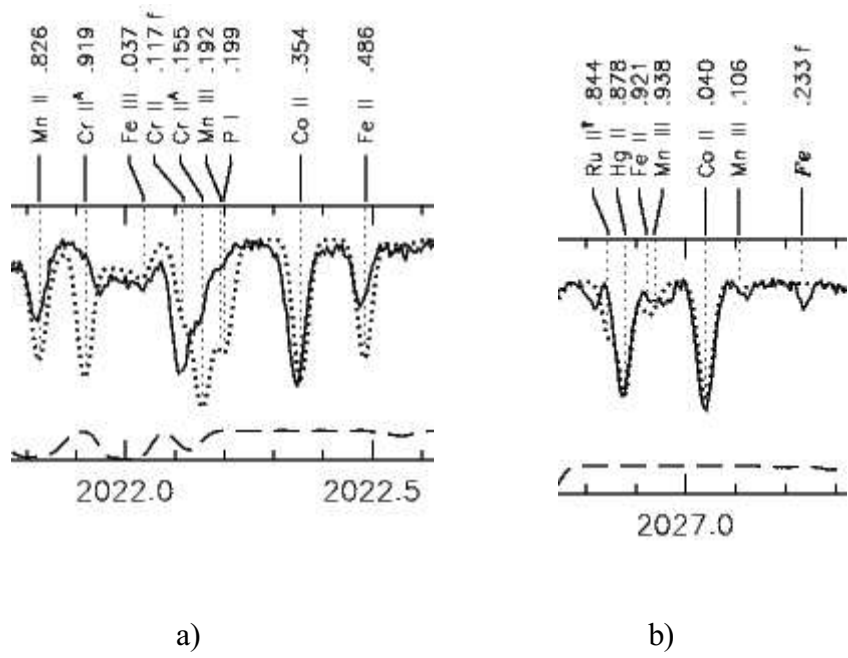 Mn II .826
Cr IIᴬ .919
Fe III .037
Cr II .117 f
Cr IIᴬ .155
Mn III .192
P I .199
Co II .354
Fe II .486
2022.0
2022.5
a)
Ru II† .844
Hg II .878
Fe II .921
Mn III .938
Co II .040
Mn III .106
Fe .233 f
2027.0
b)